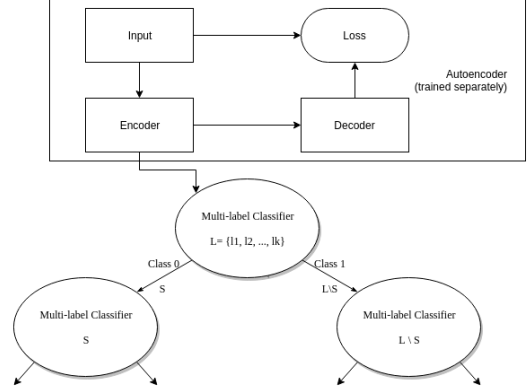 Input
Loss
Autoencoder
(trained separately)
Encoder
Decoder
Multi-label Classifier
L= {l1, l2, ..., lk}
Class 0
Class 1
S
L\S
Multi-label Classifier
S
Multi-label Classifier
L \ S